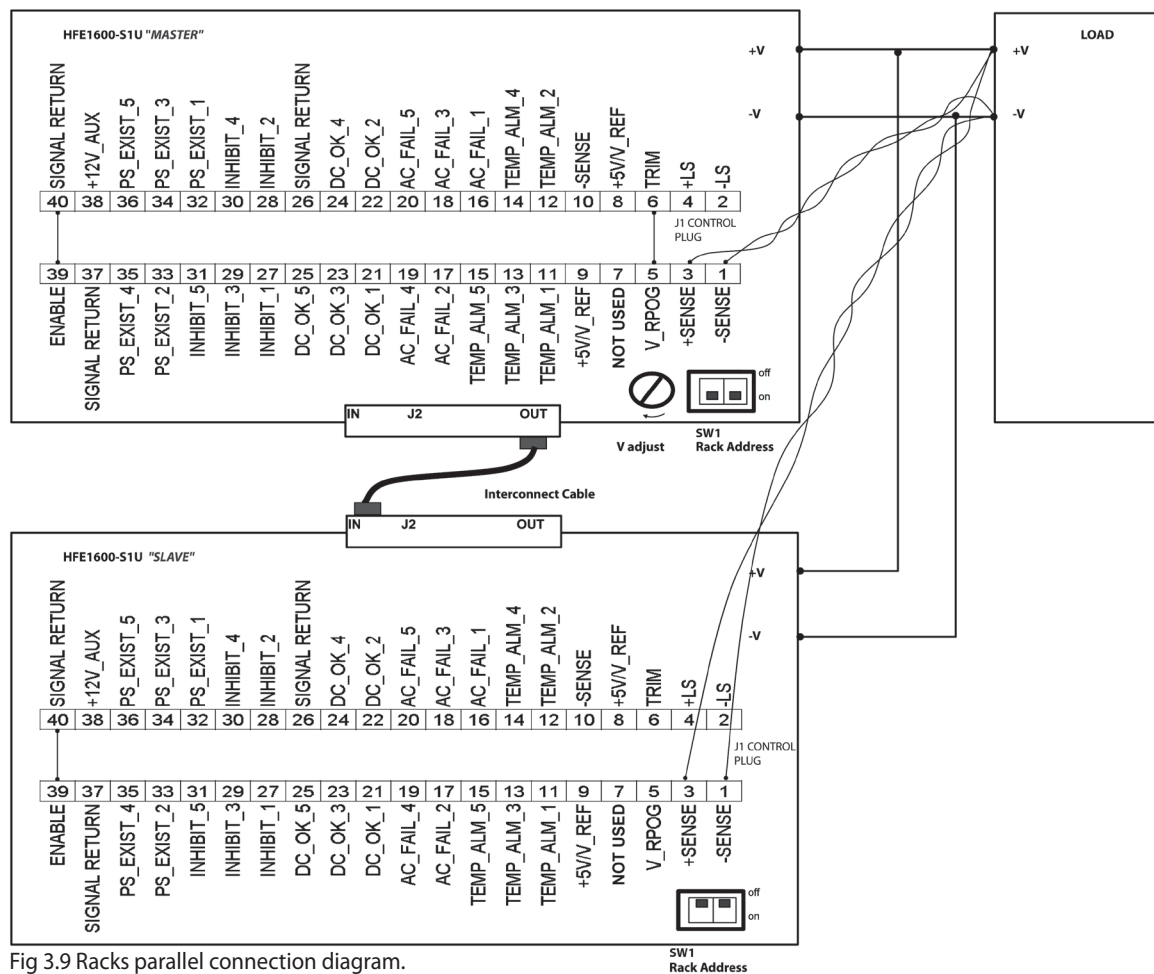 HFE1600-S1U "MASTER"
+V
-V
LOAD
+V
-V
SIGNAL RETURN
+12V_AUX
PS_EXIST_5
PS_EXIST_3
PS_EXIST_1
INHIBIT_4
INHIBIT_2
SIGNAL RETURN
DC_OK_4
DC_OK_2
AC_FAIL_5
AC_FAIL_3
AC_FAIL_1
TEMP_ALM_4
TEMP_ALM_2
-SENSE
+5V/V_REF
TRIM
+LS
-LS
40 38 36 34 32 30 28 26 24 22 20 18 16 14 12 10 8 6 4 2
J1 CONTROL
PLUG
39 37 35 33 31 29 27 25 23 21 19 17 15 13 11 9 7 5 3 1
ENABLE
SIGNAL RETURN
PS_EXIST_4
PS_EXIST_2
INHIBIT_5
INHIBIT_3
INHIBIT_1
DC_OK_5
DC_OK_3
DC_OK_1
AC_FAIL_4
AC_FAIL_2
TEMP_ALM_5
TEMP_ALM_3
TEMP_ALM_1
+5V/V_REF
NOT USED
V_RPOG
+SENSE
-SENSE
off
on
IN J2 OUT
V adjust
SW1
Rack Address
Interconnect Cable
IN J2 OUT
HFE1600-S1U "SLAVE"
+V
-V
SIGNAL RETURN
+12V_AUX
PS_EXIST_5
PS_EXIST_3
PS_EXIST_1
INHIBIT_4
INHIBIT_2
SIGNAL RETURN
DC_OK_4
DC_OK_2
AC_FAIL_5
AC_FAIL_3
AC_FAIL_1
TEMP_ALM_4
TEMP_ALM_2
-SENSE
+5V/V_REF
TRIM
+LS
-LS
40 38 36 34 32 30 28 26 24 22 20 18 16 14 12 10 8 6 4 2
J1 CONTROL
PLUG
39 37 35 33 31 29 27 25 23 21 19 17 15 13 11 9 7 5 3 1
ENABLE
SIGNAL RETURN
PS_EXIST_4
PS_EXIST_2
INHIBIT_5
INHIBIT_3
INHIBIT_1
DC_OK_5
DC_OK_3
DC_OK_1
AC_FAIL_4
AC_FAIL_2
TEMP_ALM_5
TEMP_ALM_3
TEMP_ALM_1
+5V/V_REF
NOT USED
V_RPOG
+SENSE
-SENSE
off
on
SW1
Rack Address
Fig 3.9 Racks parallel connection diagram.